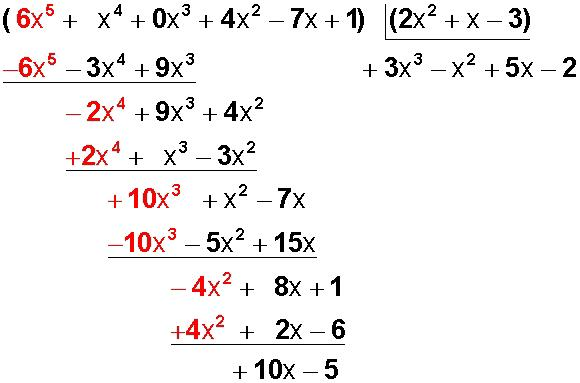 ( 6x⁵ + x⁴ + 0x³ + 4x² − 7x + 1) (2x² + x − 3)
−6x⁵ − 3x⁴ + 9x³ + 3x³ − x² + 5x − 2
− 2x⁴ + 9x³ + 4x²
+2x⁴ + x³ − 3x²
+ 10x³ + x² − 7x
−10x³ − 5x² + 15x
− 4x² + 8x + 1
+4x² + 2x − 6
+ 10x − 5